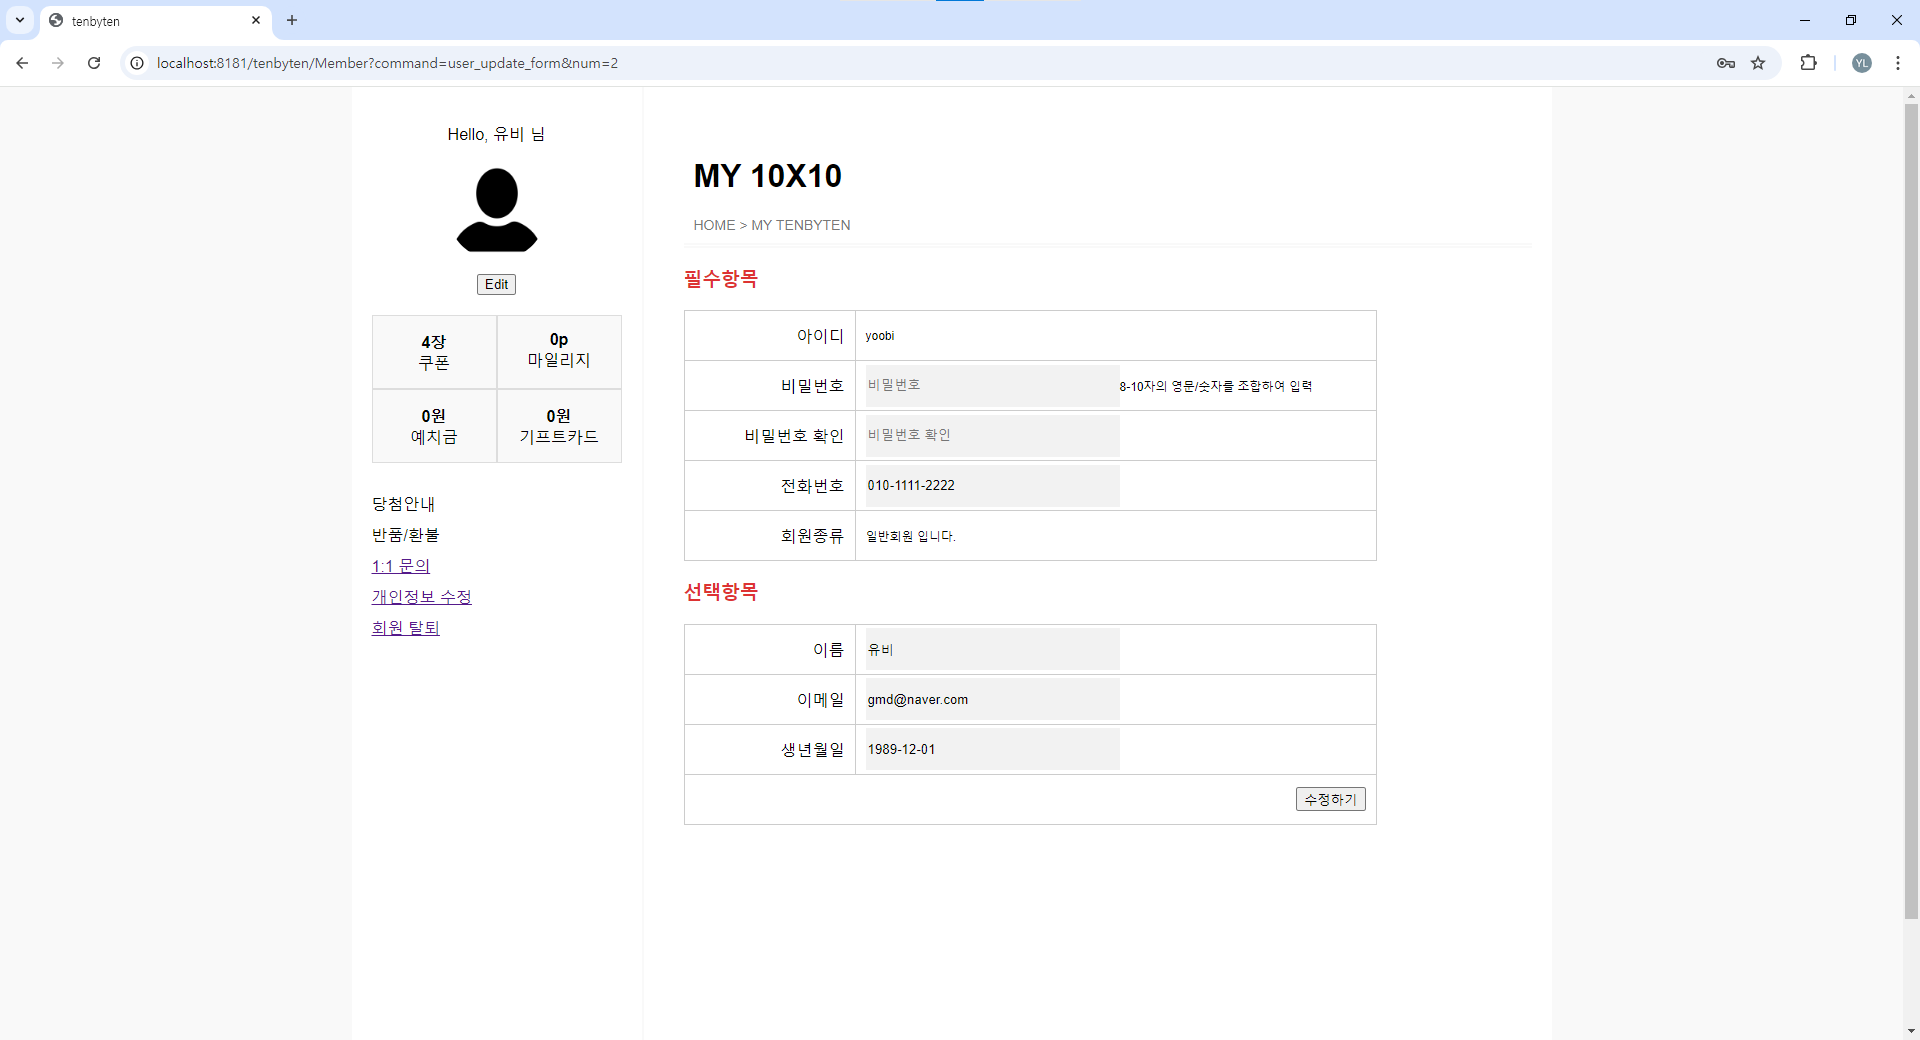 tenbyten
localhost:8181/tenbyten/Member?command=user_update_form&num=2
YL
Hello, 유비 님
Edit
4장
쿠폰
0p
마일리지
0원
예치금
0원
기프트카드
당첨안내
반품/환불
1:1 문의
개인정보 수정
회원 탈퇴
MY 10X10
HOME > MY TENBYTEN
필수항목
아이디 yoobi
비밀번호 비밀번호 8-10자의 영문/숫자를 조합하여 입력
비밀번호 확인 비밀번호 확인
전화번호 010-1111-2222
회원종류 일반회원 입니다.
선택항목
이름 유비
이메일 gmd@naver.com
생년월일 1989-12-01
수정하기